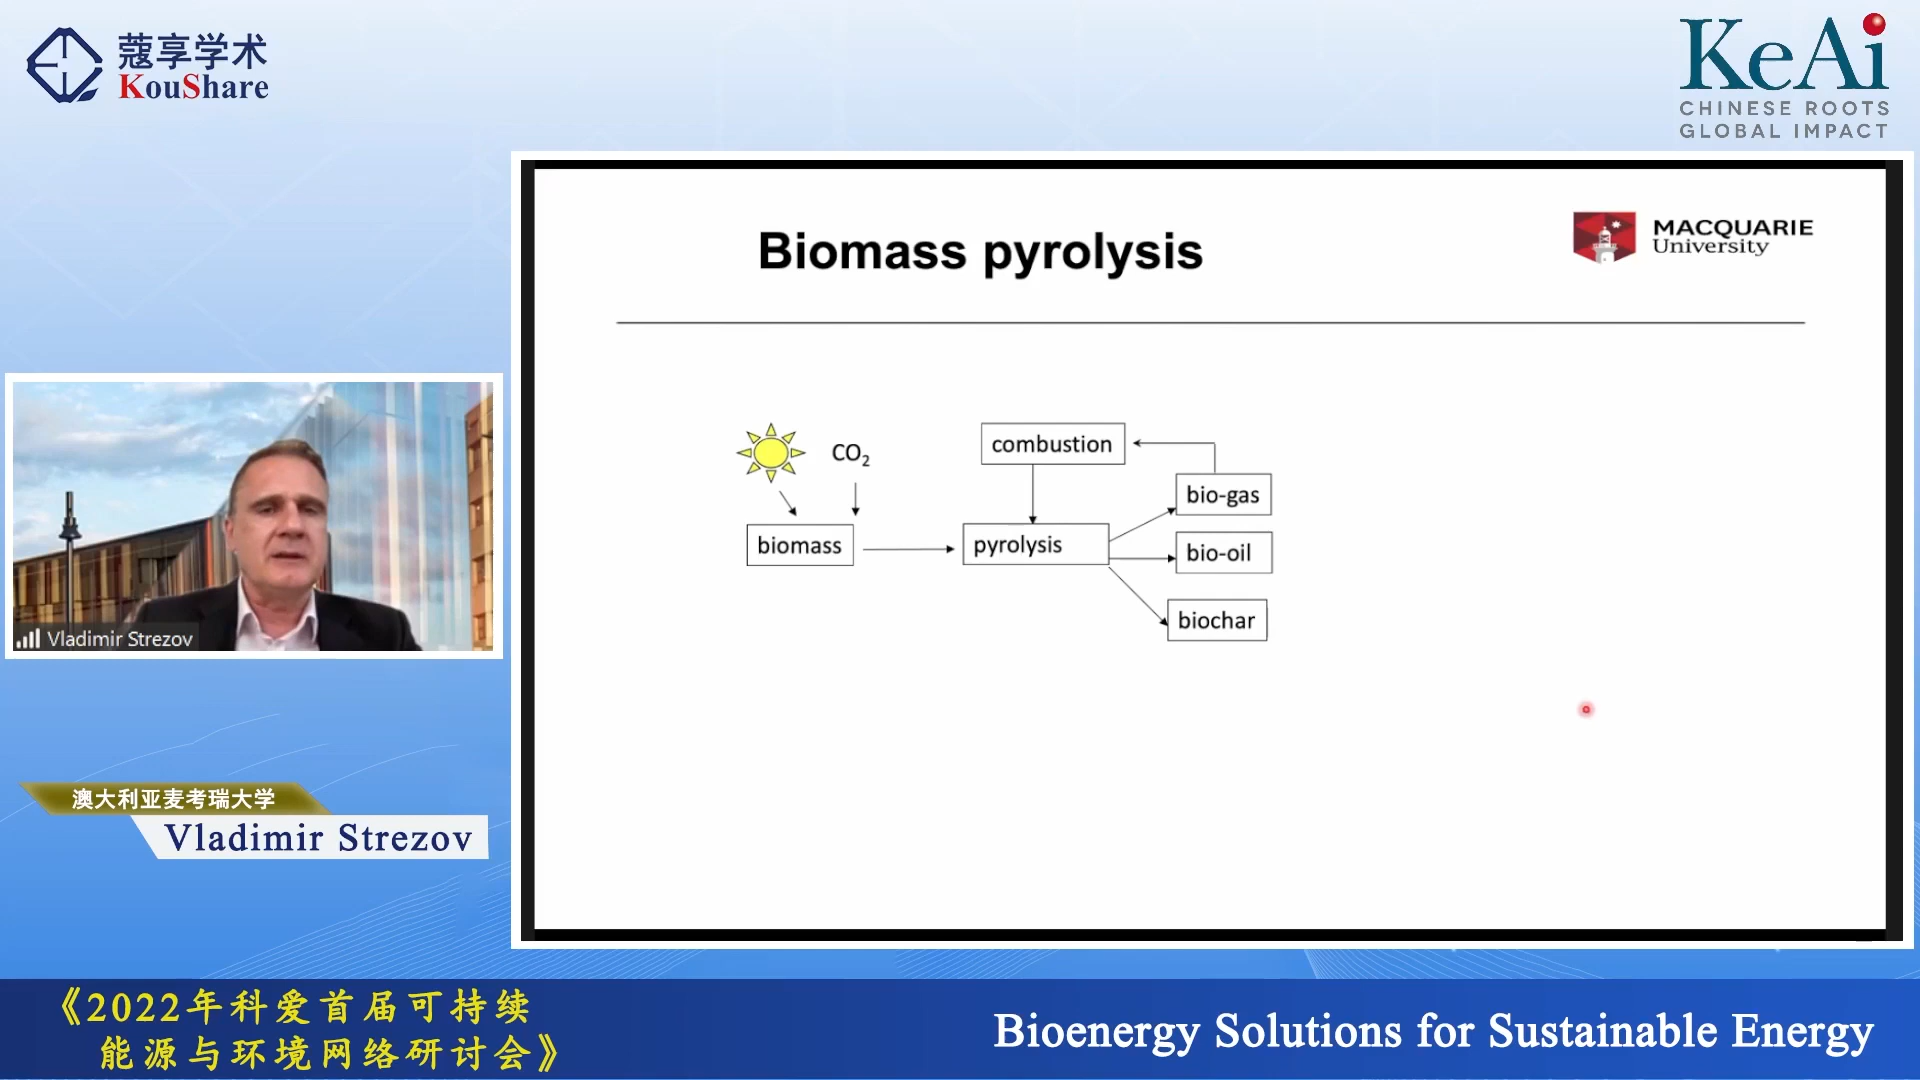 蔻享学术
KouShare
KeAi
CHINESE ROOTS
GLOBAL IMPACT
Biomass pyrolysis
MACQUARIE
University
CO₂
combustion
bio-gas
biomass
pyrolysis
bio-oil
biochar
Vladimir Strezov
澳大利亚麦考瑞大学
Vladimir Strezov
《2022年科爱首届可持续
能源与环境网络研讨会》
Bioenergy Solutions for Sustainable Energy